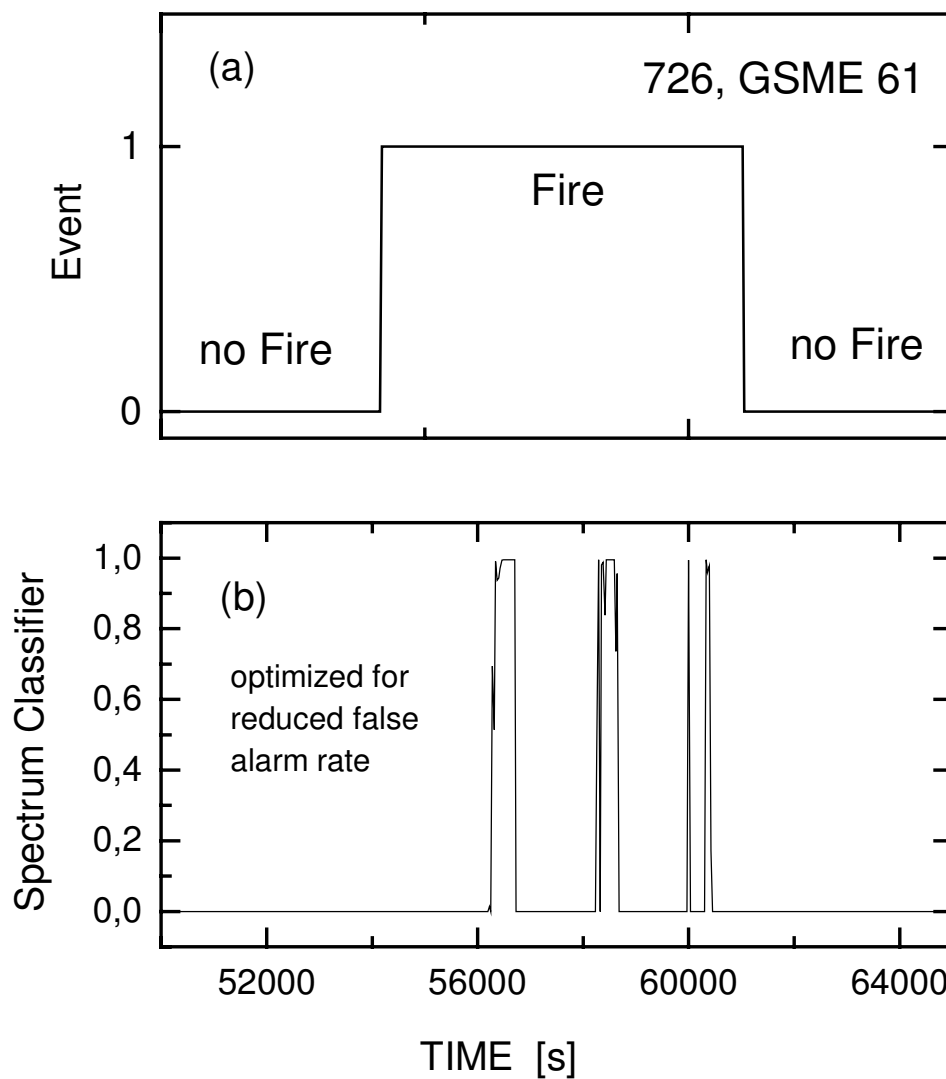 (a)
726, GSME 61
1
Fire
Event
no Fire
no Fire
0
1,0
(b)
0,8
optimized for
0,6
reduced false
alarm rate
0,4
0,2
0,0
Spectrum Classifier
52000 56000 60000 64000
TIME [s]